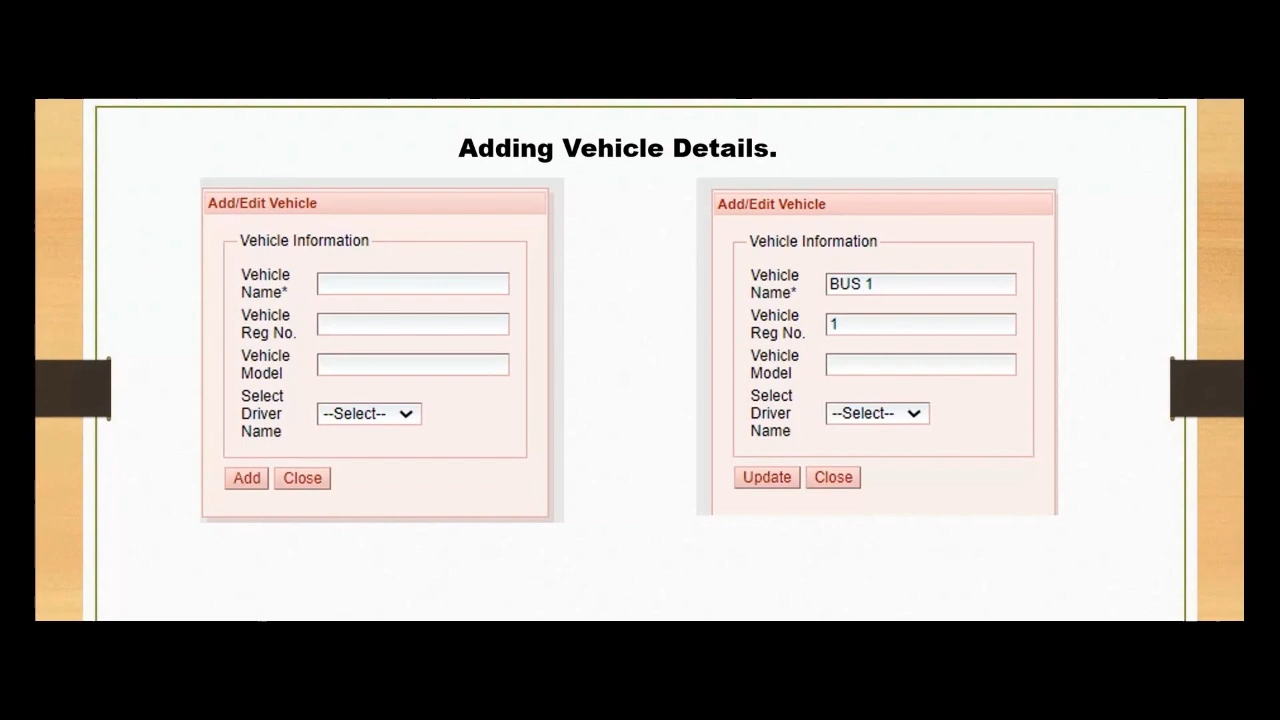 Adding Vehicle Details.
Add/Edit Vehicle
Vehicle Information
Vehicle
Name*
Vehicle
Reg No.
Vehicle
Model
Select
Driver
Name
--Select--
Add
Close
Add/Edit Vehicle
Vehicle Information
Vehicle
Name*
BUS 1
Vehicle
Reg No.
1
Vehicle
Model
Select
Driver
Name
--Select--
Update
Close